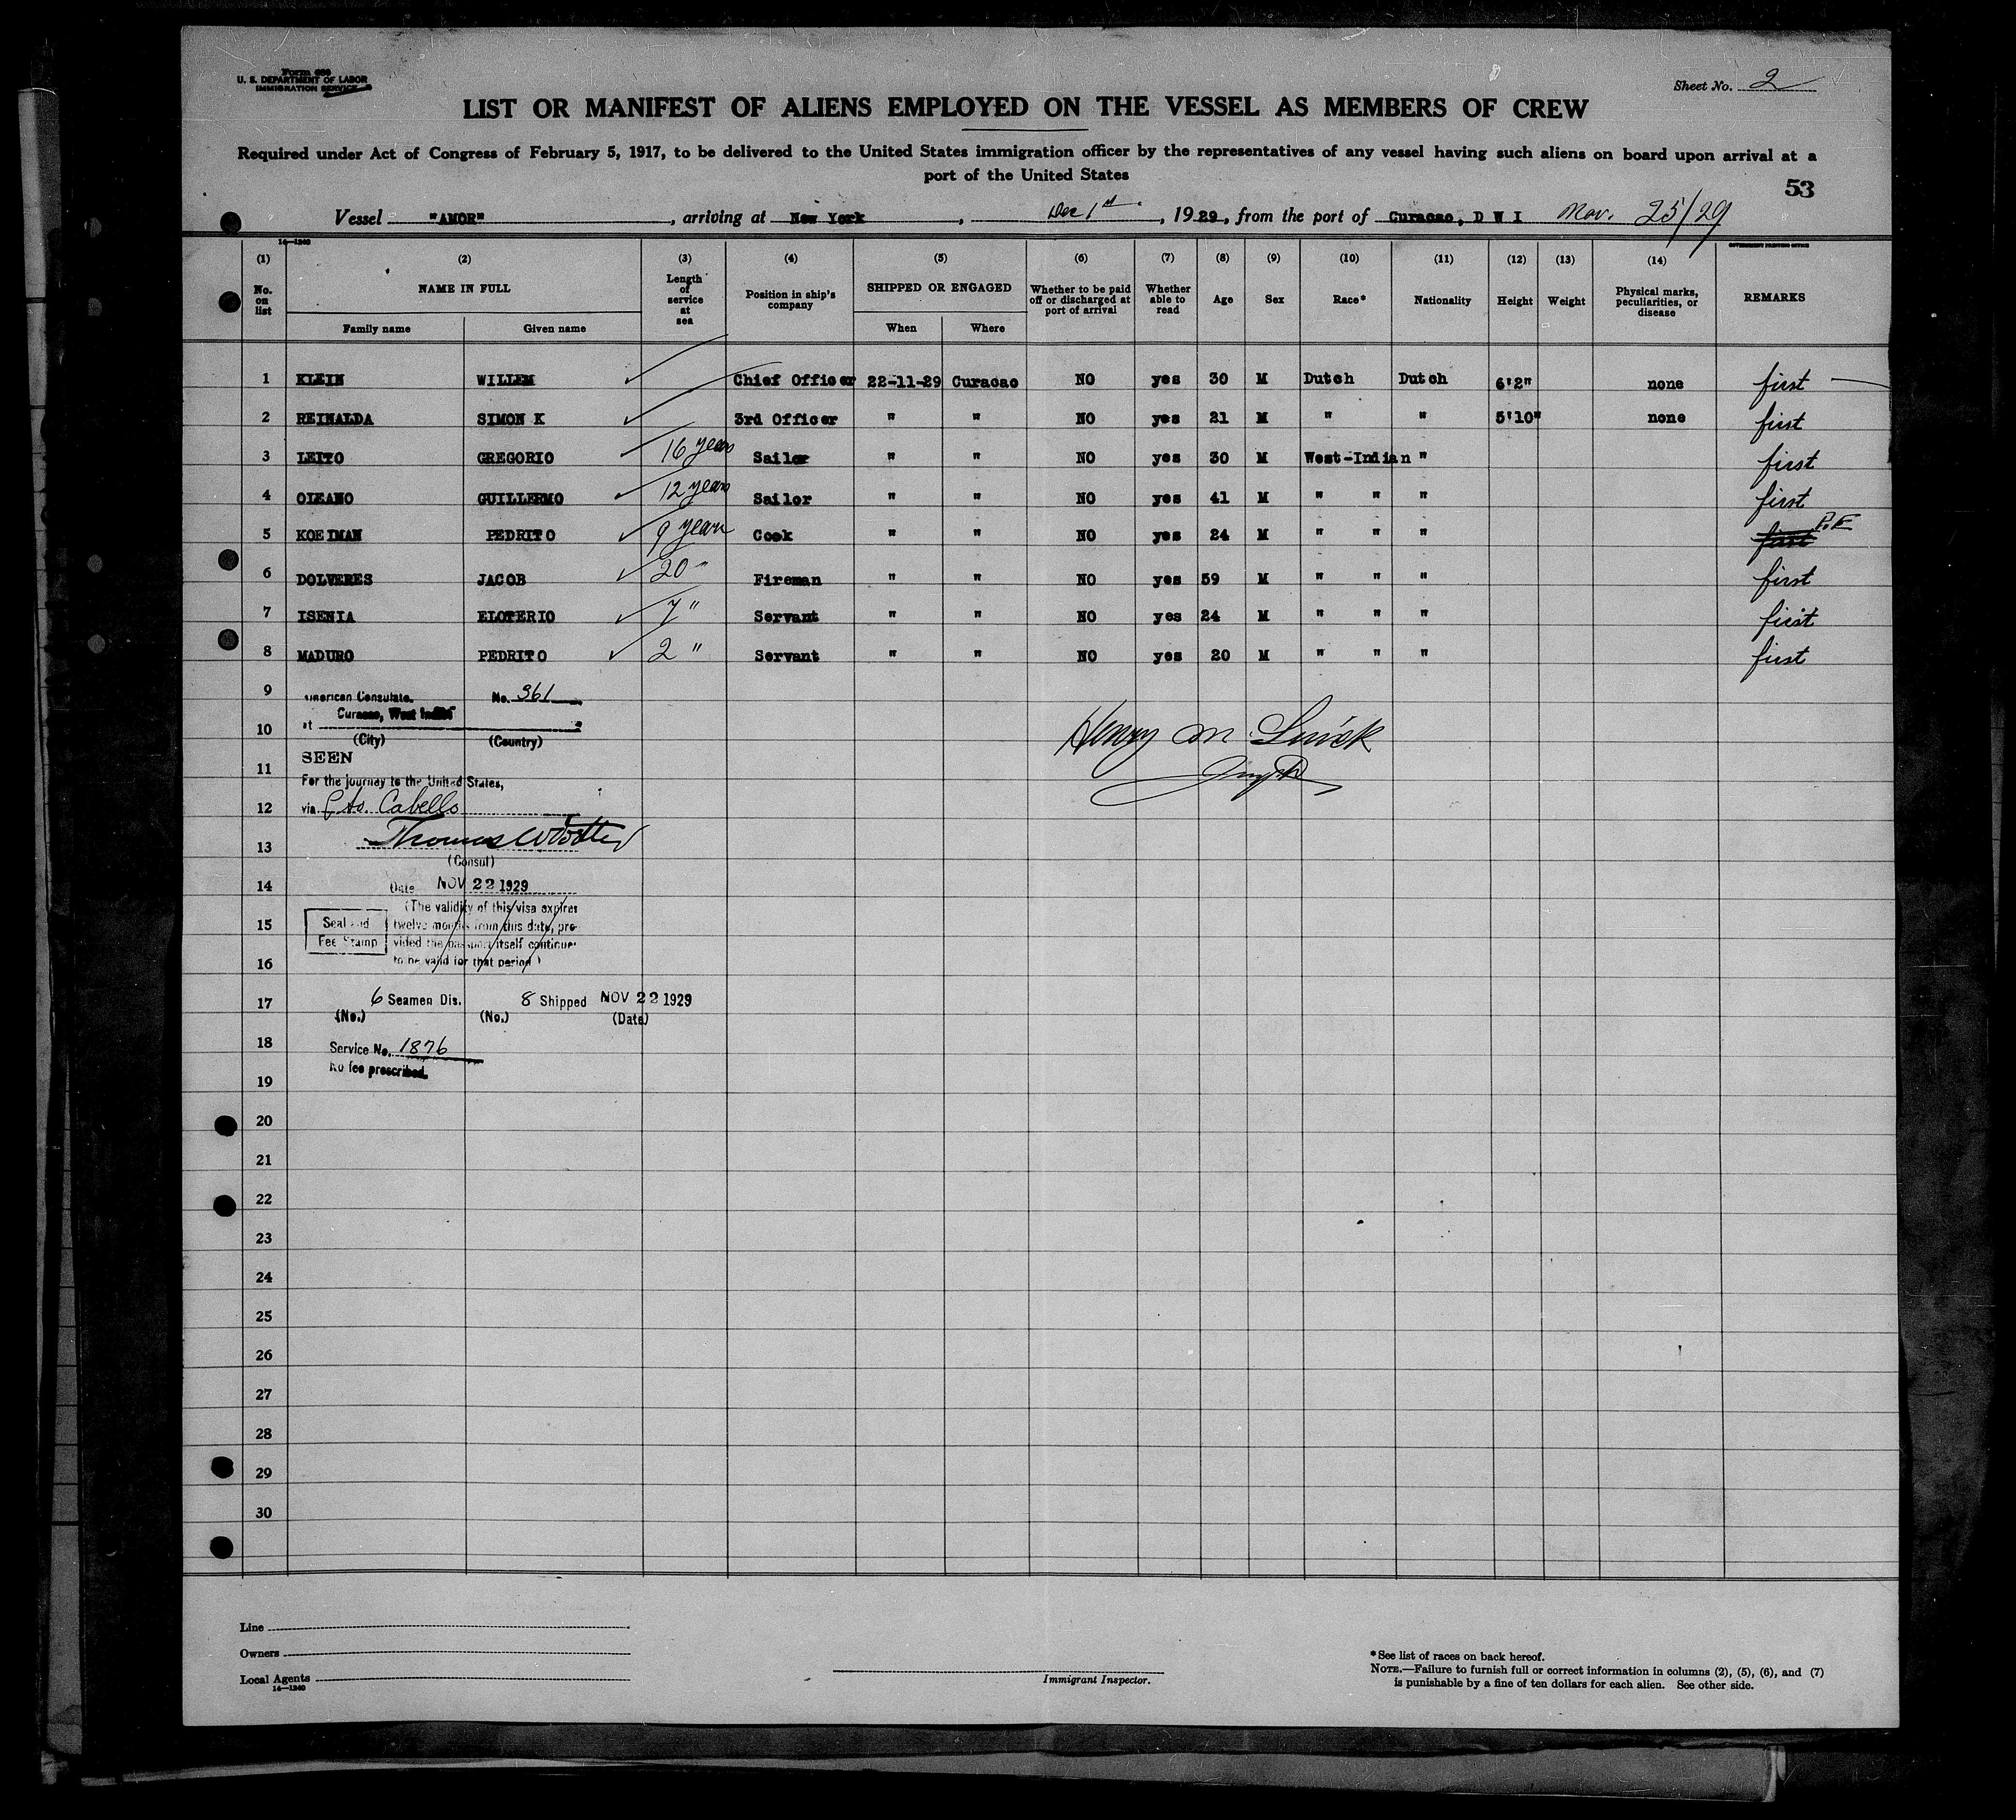 Form 680
U. S. DEPARTMENT OF LABOR
IMMIGRATION SERVICE
Sheet No. 2
LIST OR MANIFEST OF ALIENS EMPLOYED ON THE VESSEL AS MEMBERS OF CREW
Required under Act of Congress of February 5, 1917, to be delivered to the United States immigration officer by the representatives of any vessel having such aliens on board upon arrival at a
port of the United States
53
Vessel "AMOR", arriving at New York, Dec 1st, 1929, from the port of Curacao, D W I Nov. 25/29
14—1240
GOVERNMENT PRINTING OFFICE
(1) No. on list (2) NAME IN FULL Family name Given name (3) Length of service at sea (4) Position in ship's company (5) SHIPPED OR ENGAGED When Where (6) Whether to be paid off or discharged at port of arrival (7) Whether able to read (8) Age (9) Sex (10) Race* (11) Nationality (12) Height (13) Weight (14) Physical marks, peculiarities, or disease REMARKS
1 KLEIN WILLEM Chief Officer 22-11-29 Curacao NO yes 30 M Dutch Dutch 6'2" none first
2 REINALDA SIMON K 3rd Officer " " NO yes 21 M " " 5'10" none first
3 LEITO GREGORIO 16 years Sailor " " NO yes 30 M West-Indian " first
4 OLEANO GUILLERMO 12 years Sailor " " NO yes 41 M " " " first
5 KOEIMAN PEDRITO 9 years Cook " " NO yes 24 M " " " first P.F
6 DOLVERES JACOB 20 " Fireman " " NO yes 59 M " " " first
7 ISENIA ELOTERIO 7 " Servant " " NO yes 24 M " " " first
8 MADURO PEDRITO 2 " Servant " " NO yes 20 M " " " first
9
American Consulate. No. 361
10
at Curacao, West Indies
(City) (Country)
Henry M.
11
SEEN
For the journey to the United States,
12
via Pto. Cabello
13
Thomas
(Consul)
14
Date NOV 22 1929
15
Seal and Fee Stamp
(The validity of this visa expires
twelve months from this date, pro-
vided the passport itself continues
16
to be valid for that period)
17
6 Seamen Dis. 8 Shipped NOV 22 1929
(No.) (No.) (Date)
18
Service No. 1876
No fee prescribed.
19
20
21
22
23
24
25
26
27
28
29
30
Line
Owners
Local Agents
14—1240
Immigrant Inspector.
*See list of races on back hereof.
NOTE.—Failure to furnish full or correct information in columns (2), (5), (6), and (7)
is punishable by a fine of ten dollars for each alien. See other side.